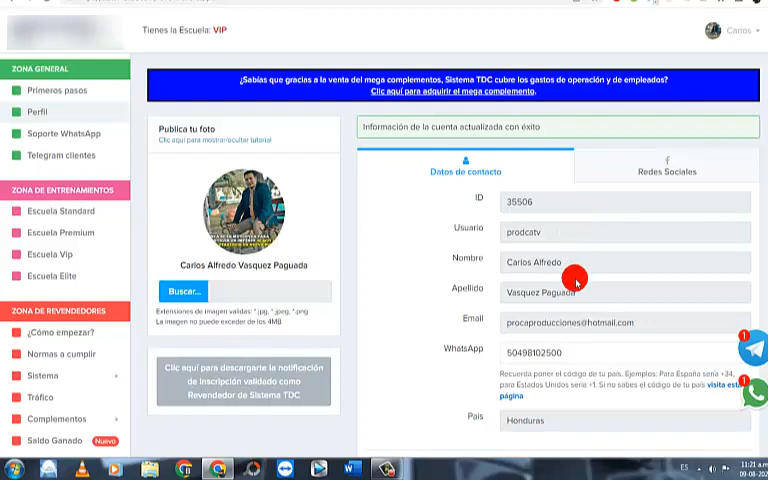 Tienes la Escuela: VIP
Carlos
ZONA GENERAL
Primeros pasos
Perfil
Soporte WhatsApp
Telegram clientes
ZONA DE ENTRENAMIENTOS
Escuela Standard
Escuela Premium
Escuela Vip
Escuela Elite
ZONA DE REVENDEDORES
¿Cómo empezar?
Normas a cumplir
Sistema
Tráfico
Complementos
Saldo Ganado Nuevo
¿Sabías que gracias a la venta del mega complementos, Sistema TDC cubre los gastos de operación y de empleados?
Clic aquí para adquirir el mega complemento.
Publica tu foto
Clic aquí para mostrar/ocultar tutorial
Carlos Alfredo Vasquez Paguada
Buscar...
Extensiones de imagen validas: *.jpg, *.jpeg, *.png
La imagen no puede exceder de los 4MB
Clic aquí para descargarte la notificación
de inscripción validado como
Revendedor de Sistema TDC
Información de la cuenta actualizada con éxito
Datos de contacto
Redes Sociales
ID 35506
Usuario prodcatv
Nombre Carlos Alfredo
Apellido Vasquez Paguada
Email procaproducciones@hotmail.com
WhatsApp 50498102500
Recuerda poner el código de tu país. Ejemplos: Para España sería +34,
para Estados Unidos sería +1. Si no sabes el código de tu país visita esta
página
País Honduras
1
1
ES
11:21 a.m
09-08-202